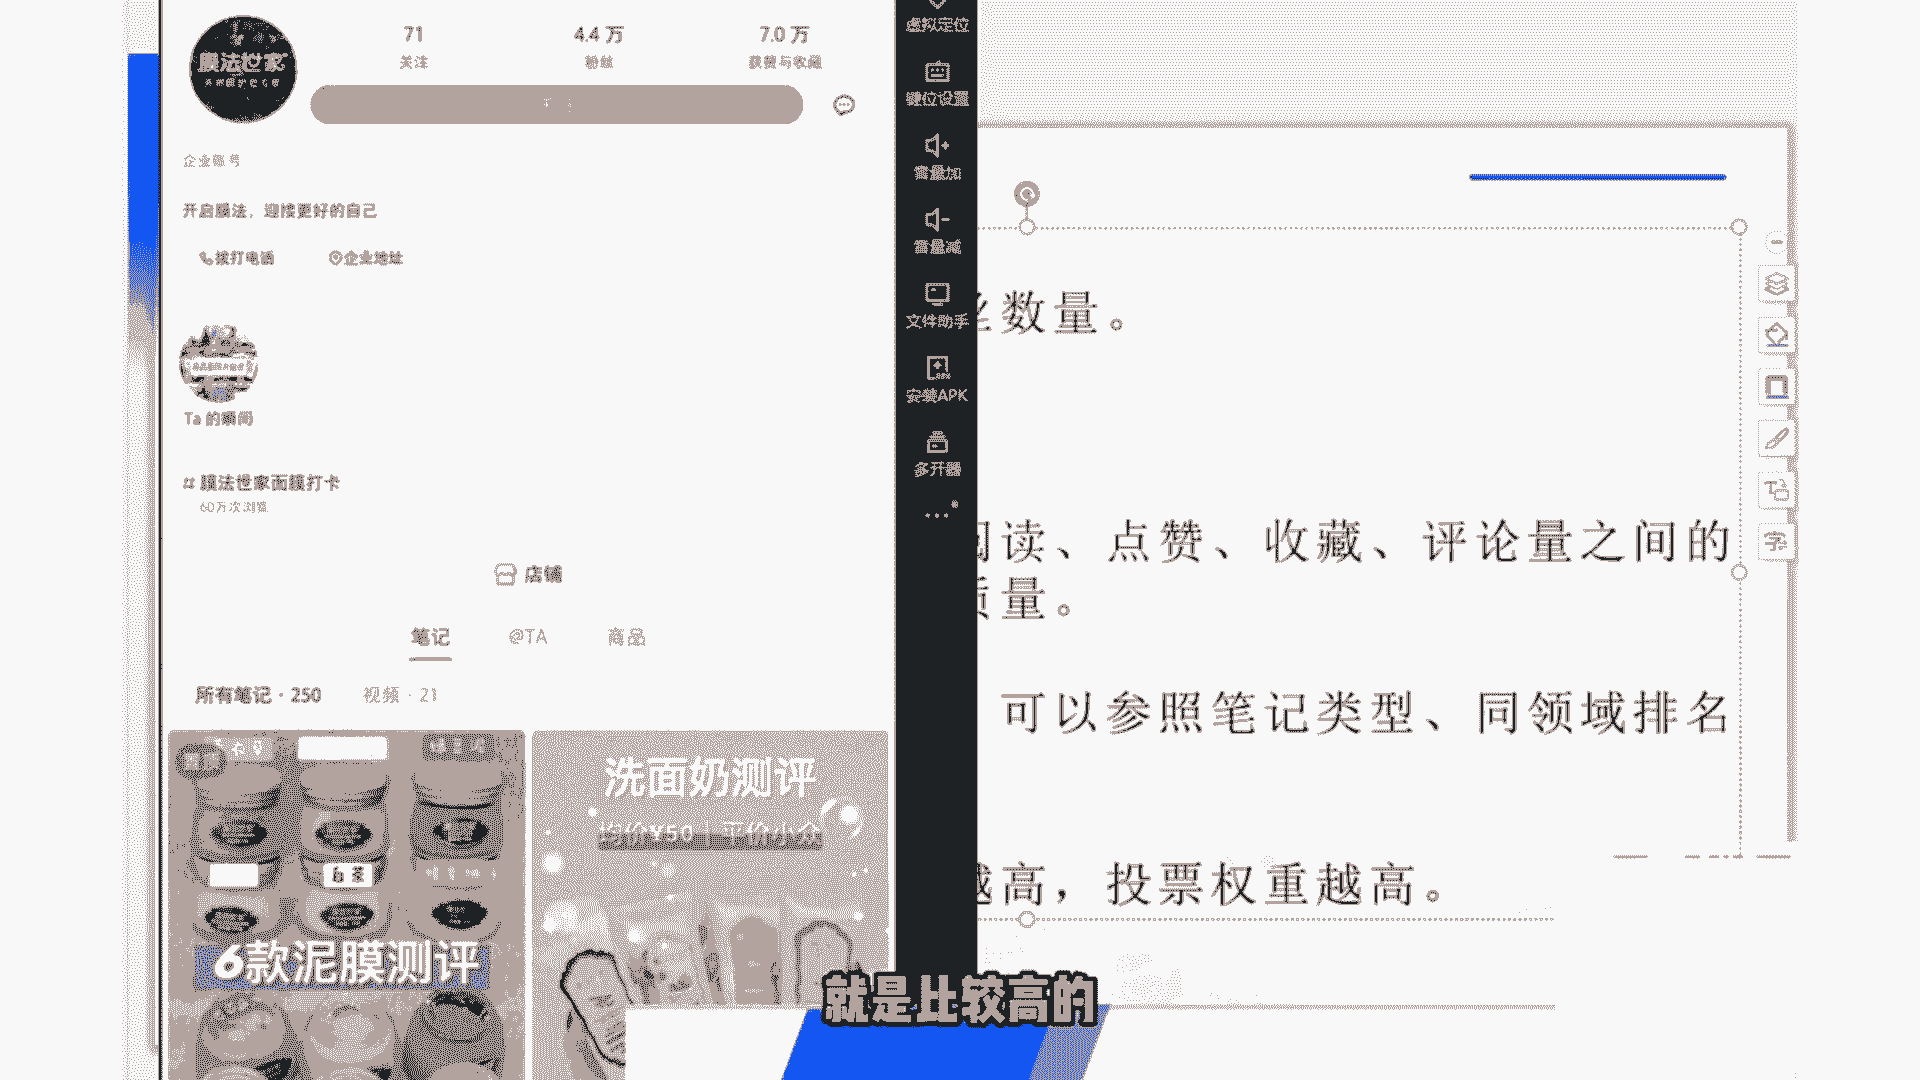 膜法世家
71
关注
4.4 万
粉丝
7.0 万
获赞与收藏
企业账号
开启膜法，迎接更好的自己
拨打电话
企业地址
Ta 的瞬间
# 膜法世家面膜打卡
60万次浏览
店铺
笔记
@TA
商品
所有笔记 · 250
视频 · 21
白茶
6款泥膜测评
洗面奶测评
均价¥50 | 平价小众
虚拟定位
键位设置
音量加
音量减
文件助手
安装APK
多开器
数量。
读、点赞、收藏、评论量之间的
量。
可以参照笔记类型、同领域排名
越高，投票权重越高。
就是比较高的